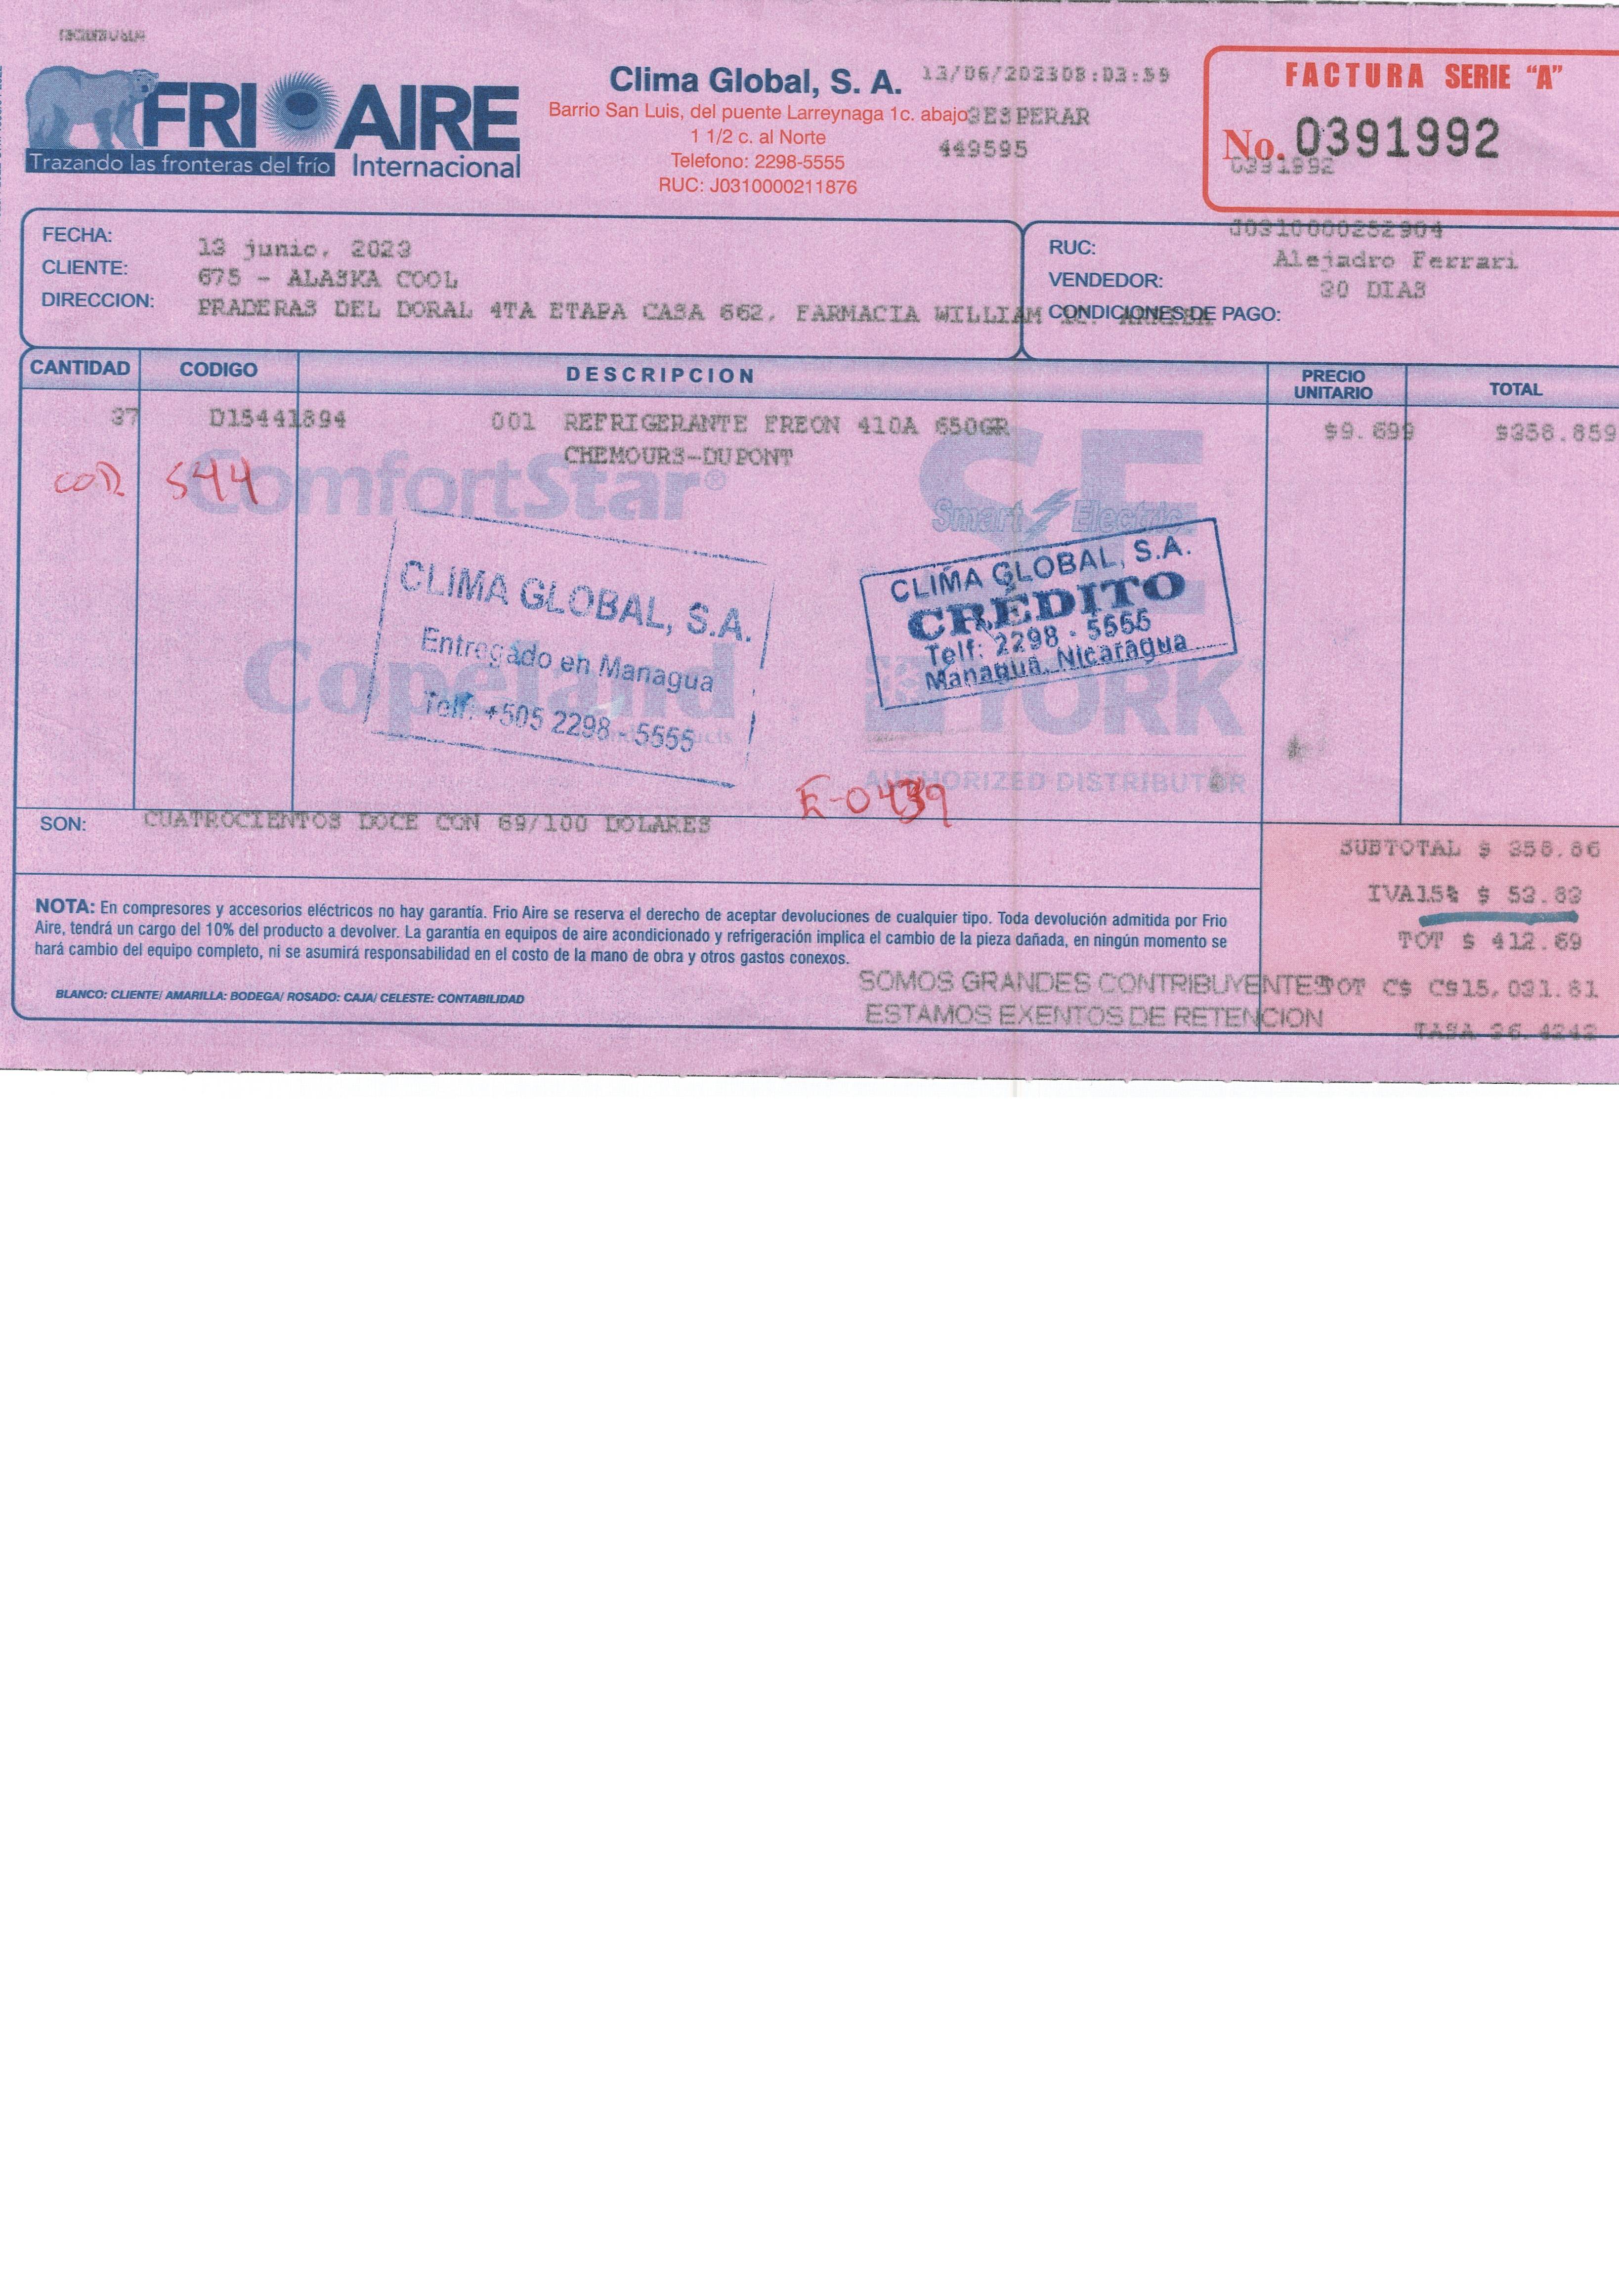 FRIOAIRE
Trazando las fronteras del frío Internacional
Clima Global, S. A.
Barrio San Luis, del puente Larreynaga 1c. abajo
1 1/2 c. al Norte
Telefono: 2298-5555
RUC: J0310000211876
13/06/2023 08:03:59
ESPERAR
449595
FACTURA SERIE “A”
No. 0391992
0391992
FECHA: 13 junio, 2023
CLIENTE: 675 - ALASKA COOL
DIRECCION: PRADERAS DEL DORAL 4TA ETAPA CASA 662, FARMACIA WILLIAM
RUC: J0310000252904
VENDEDOR: Alejadro Ferrari
CONDICIONES DE PAGO: 30 DIAS
CANTIDAD CODIGO DESCRIPCION PRECIO UNITARIO TOTAL
37 D15441894 001 REFRIGERANTE FREON 410A 650GR $9.699 $358.859
CHEMOURS-DUPONT
COD 544
ComfortStar®
Smart Electric
CLIMA GLOBAL, S.A.
Entregado en Managua
Telf: +505 2298 - 5555
CLIMA GLOBAL, S.A.
CREDITO
Telf: 2298 - 5555
Managua, Nicaragua
Copeland
YORK
AUTHORIZED DISTRIBUTOR
E-0439
SON: CUATROCIENTOS DOCE CON 69/100 DOLARES
SUBTOTAL $ 358.86
IVA15% $ 53.83
TOT $ 412.69
TOT C$ C$15,031.81
TASA 36.4242
NOTA: En compresores y accesorios eléctricos no hay garantía. Frio Aire se reserva el derecho de aceptar devoluciones de cualquier tipo. Toda devolución admitida por Frio
Aire, tendrá un cargo del 10% del producto a devolver. La garantía en equipos de aire acondicionado y refrigeración implica el cambio de la pieza dañada, en ningún momento se
hará cambio del equipo completo, ni se asumirá responsabilidad en el costo de la mano de obra y otros gastos conexos.
BLANCO: CLIENTE/ AMARILLA: BODEGA/ ROSADO: CAJA/ CELESTE: CONTABILIDAD
SOMOS GRANDES CONTRIBUYENTES
ESTAMOS EXENTOS DE RETENCION